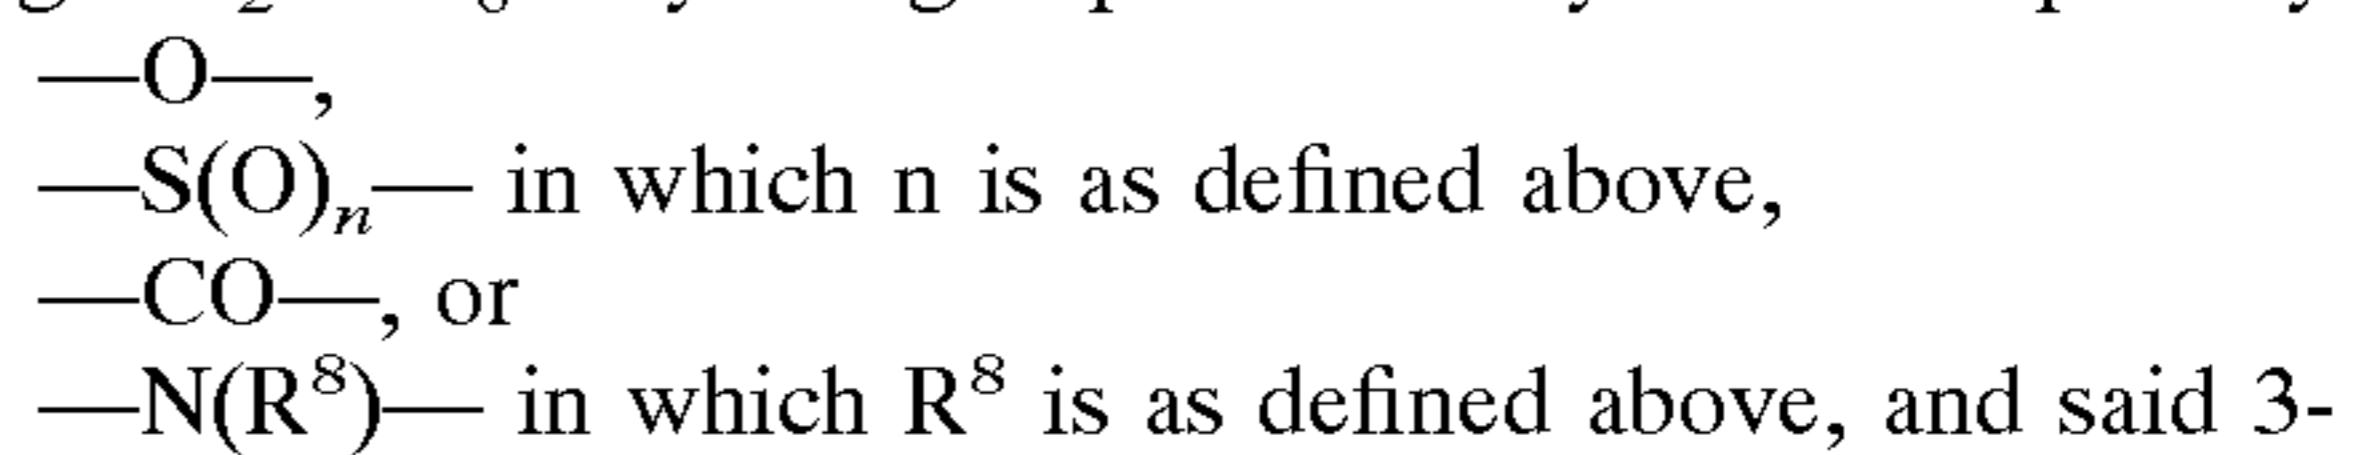 —O—,
—S(O)ₙ— in which n is as defined above,
—CO—, or
—N(R⁸)— in which R⁸ is as defined above, and said 3-